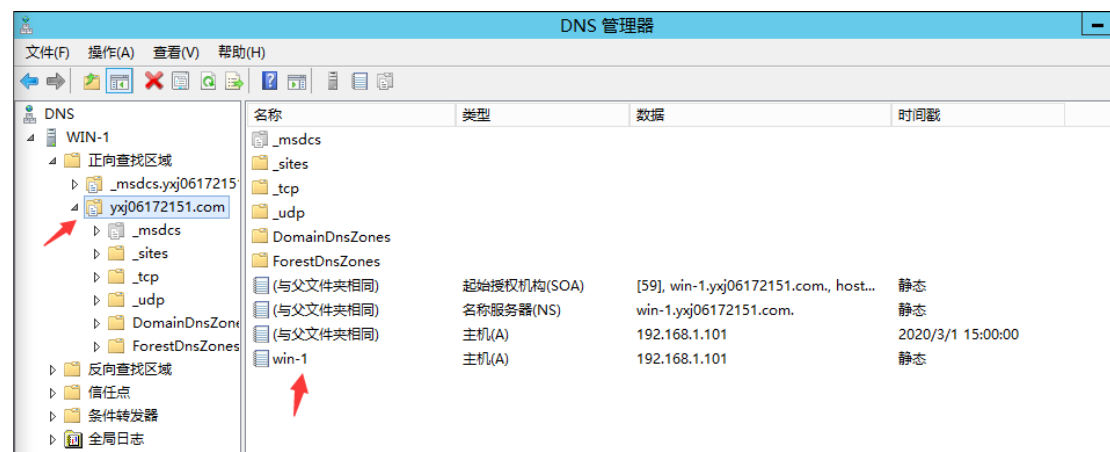 DNS 管理器
文件(F) 操作(A) 查看(V) 帮助(H)
DNS
WIN-1
正向查找区域
_msdcs.yxj06172151
yxj06172151.com
_msdcs
_sites
_tcp
_udp
DomainDnsZone
ForestDnsZones
反向查找区域
信任点
条件转发器
全局日志
名称 类型 数据 时间戳
_msdcs
_sites
_tcp
_udp
DomainDnsZones
ForestDnsZones
(与父文件夹相同) 起始授权机构(SOA) [59], win-1.yxj06172151.com., host... 静态
(与父文件夹相同) 名称服务器(NS) win-1.yxj06172151.com. 静态
(与父文件夹相同) 主机(A) 192.168.1.101 2020/3/1 15:00:00
win-1 主机(A) 192.168.1.101 静态